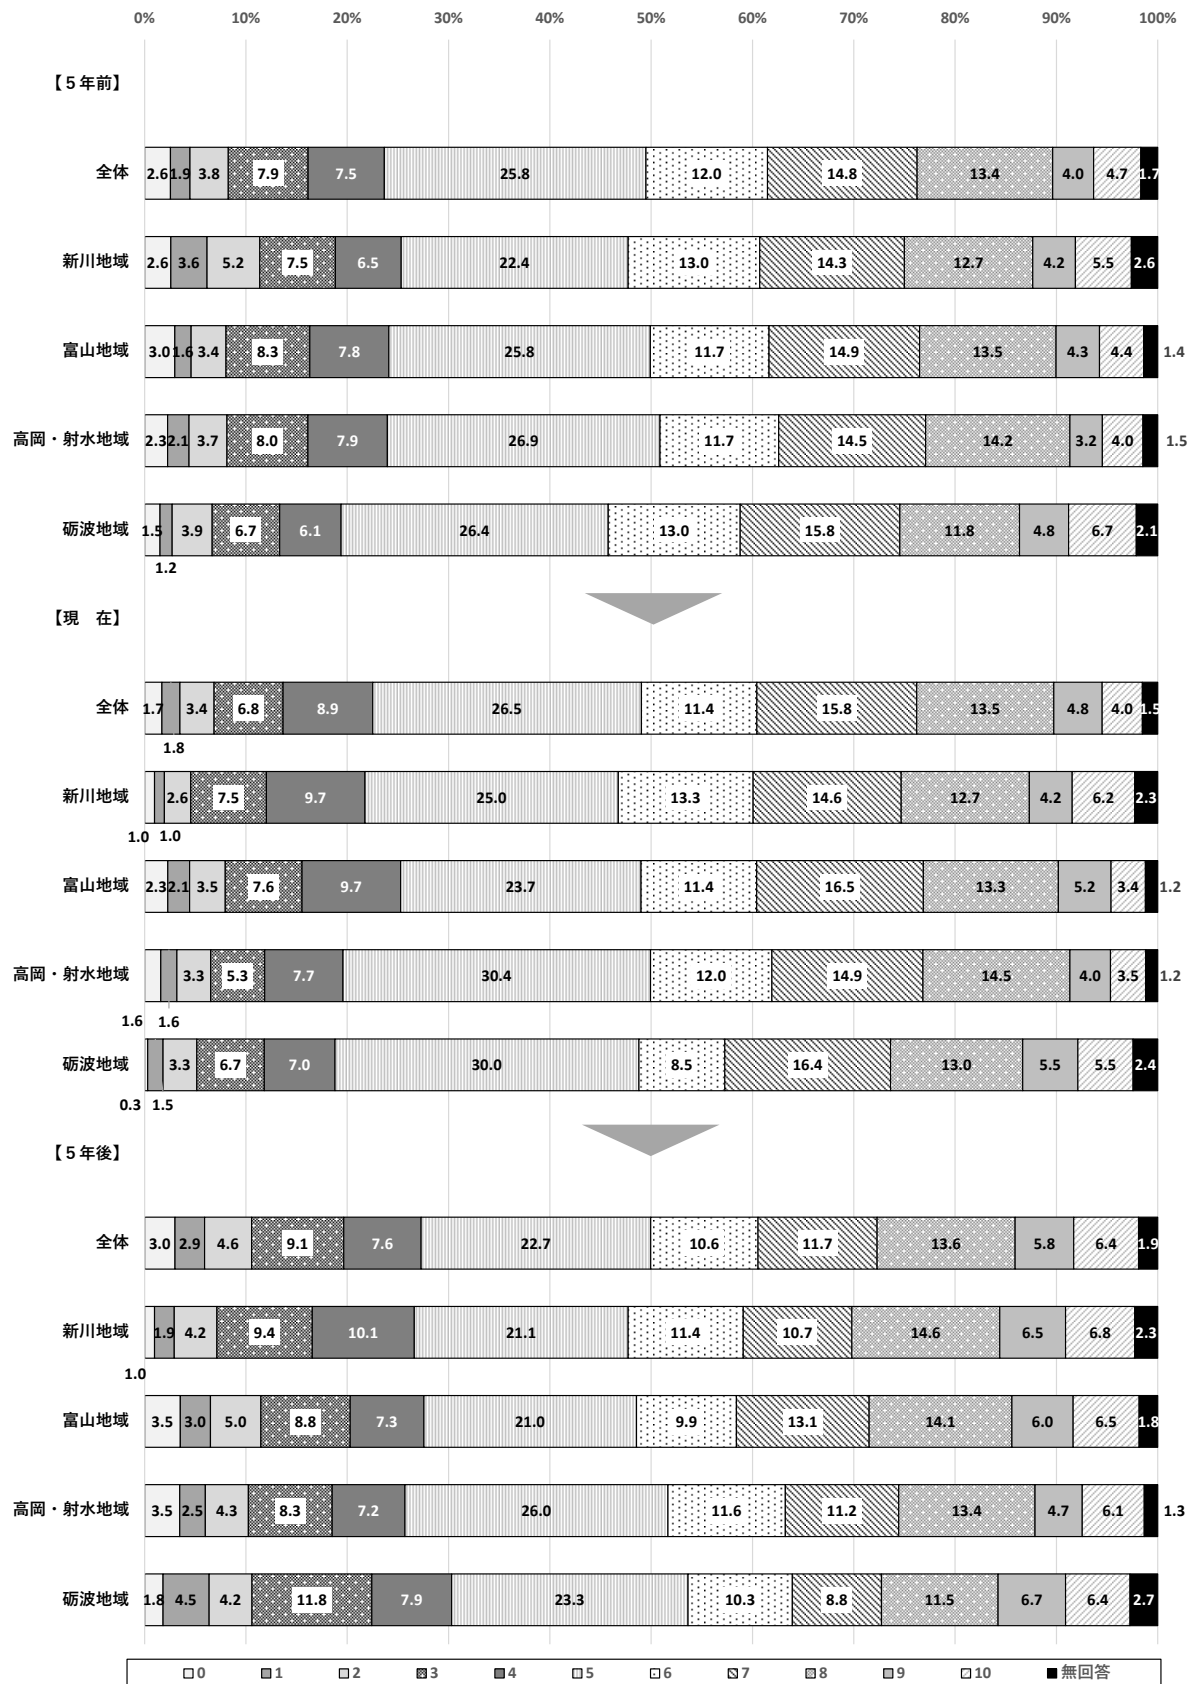 0% 10% 20% 30% 40% 50% 60% 70% 80% 90% 100%
【５年前】
全体 2.6 1.9 3.8 7.9 7.5 25.8 12.0 14.8 13.4 4.0 4.7 1.7
新川地域 2.6 3.6 5.2 7.5 6.5 22.4 13.0 14.3 12.7 4.2 5.5 2.6
富山地域 3.0 1.6 3.4 8.3 7.8 25.8 11.7 14.9 13.5 4.3 4.4 1.4
高岡・射水地域 2.3 2.1 3.7 8.0 7.9 26.9 11.7 14.5 14.2 3.2 4.0 1.5
砺波地域 1.5 3.9 6.7 6.1 26.4 13.0 15.8 11.8 4.8 6.7 2.1
1.2
【現　在】
全体 1.7 3.4 6.8 8.9 26.5 11.4 15.8 13.5 4.8 4.0 1.5
1.8
新川地域 2.6 7.5 9.7 25.0 13.3 14.6 12.7 4.2 6.2 2.3
1.0 1.0
富山地域 2.3 2.1 3.5 7.6 9.7 23.7 11.4 16.5 13.3 5.2 3.4 1.2
高岡・射水地域 3.3 5.3 7.7 30.4 12.0 14.9 14.5 4.0 3.5 1.2
1.6 1.6
砺波地域 3.3 6.7 7.0 30.0 8.5 16.4 13.0 5.5 5.5 2.4
0.3 1.5
【５年後】
全体 3.0 2.9 4.6 9.1 7.6 22.7 10.6 11.7 13.6 5.8 6.4 1.9
新川地域 1.9 4.2 9.4 10.1 21.1 11.4 10.7 14.6 6.5 6.8 2.3
1.0
富山地域 3.5 3.0 5.0 8.8 7.3 21.0 9.9 13.1 14.1 6.0 6.5 1.8
高岡・射水地域 3.5 2.5 4.3 8.3 7.2 26.0 11.6 11.2 13.4 4.7 6.1 1.3
砺波地域 1.8 4.5 4.2 11.8 7.9 23.3 10.3 8.8 11.5 6.7 6.4 2.7
0 1 2 3 4 5 6 7 8 9 10 無回答